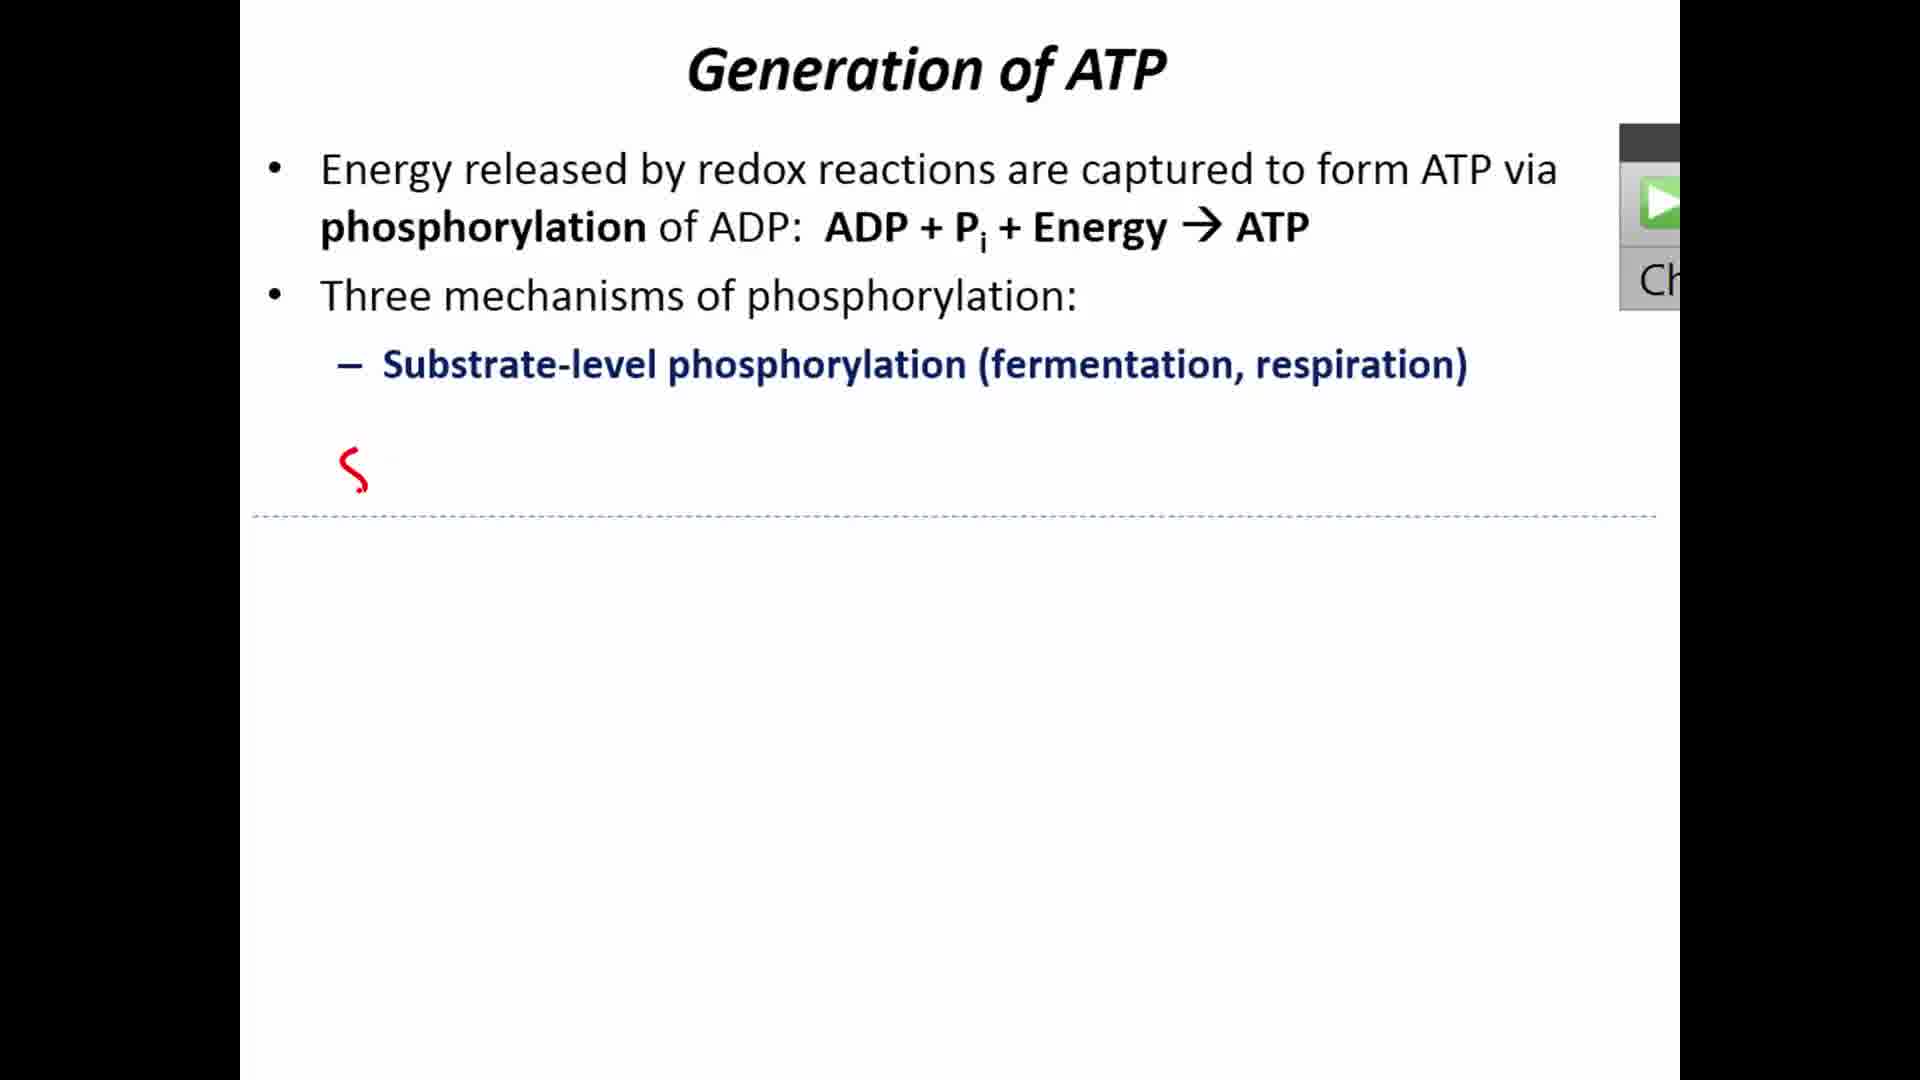 Generation of ATP
• Energy released by redox reactions are captured to form ATP via
phosphorylation of ADP: ADP + Pi + Energy → ATP
• Three mechanisms of phosphorylation:
– Substrate-level phosphorylation (fermentation, respiration)
Ch